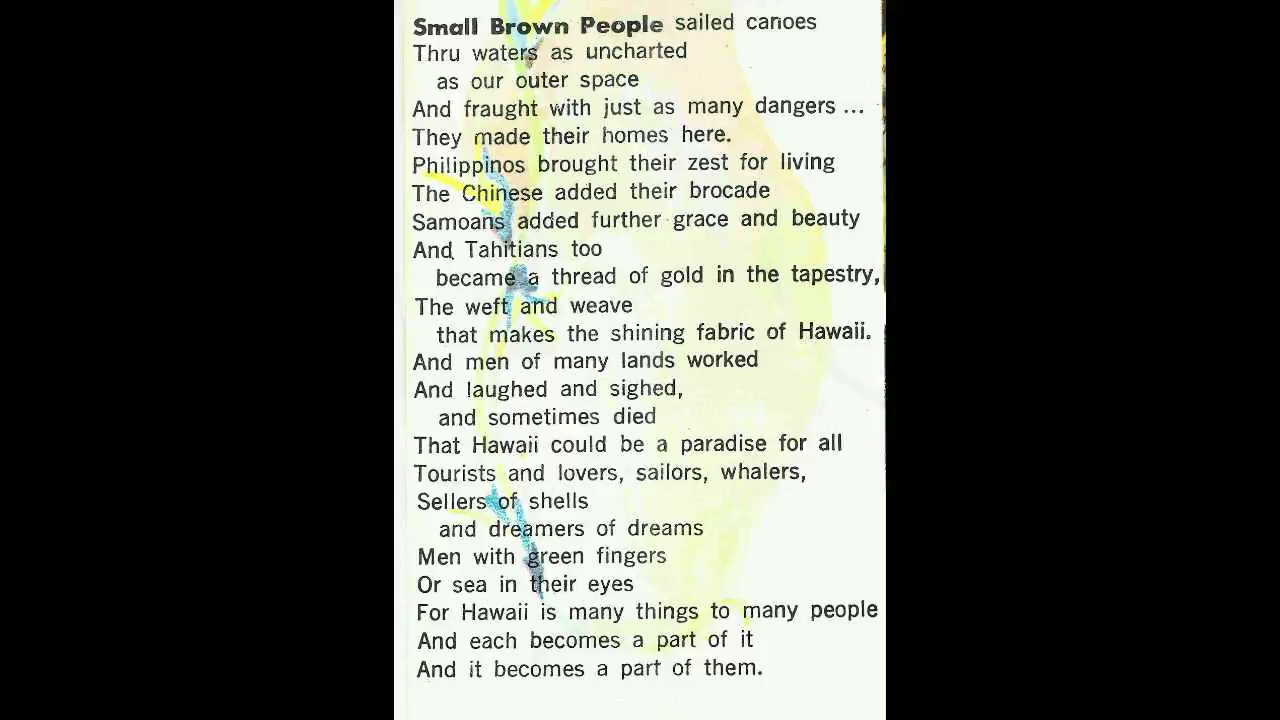 Small Brown People sailed canoes
Thru waters as uncharted
as our outer space
And fraught with just as many dangers ...
They made their homes here.
Philippinos brought their zest for living
The Chinese added their brocade
Samoans added further grace and beauty
And Tahitians too
became a thread of gold in the tapestry,
The weft and weave
that makes the shining fabric of Hawaii.
And men of many lands worked
And laughed and sighed,
and sometimes died
That Hawaii could be a paradise for all
Tourists and lovers, sailors, whalers,
Sellers of shells
and dreamers of dreams
Men with green fingers
Or sea in their eyes
For Hawaii is many things to many people
And each becomes a part of it
And it becomes a part of them.